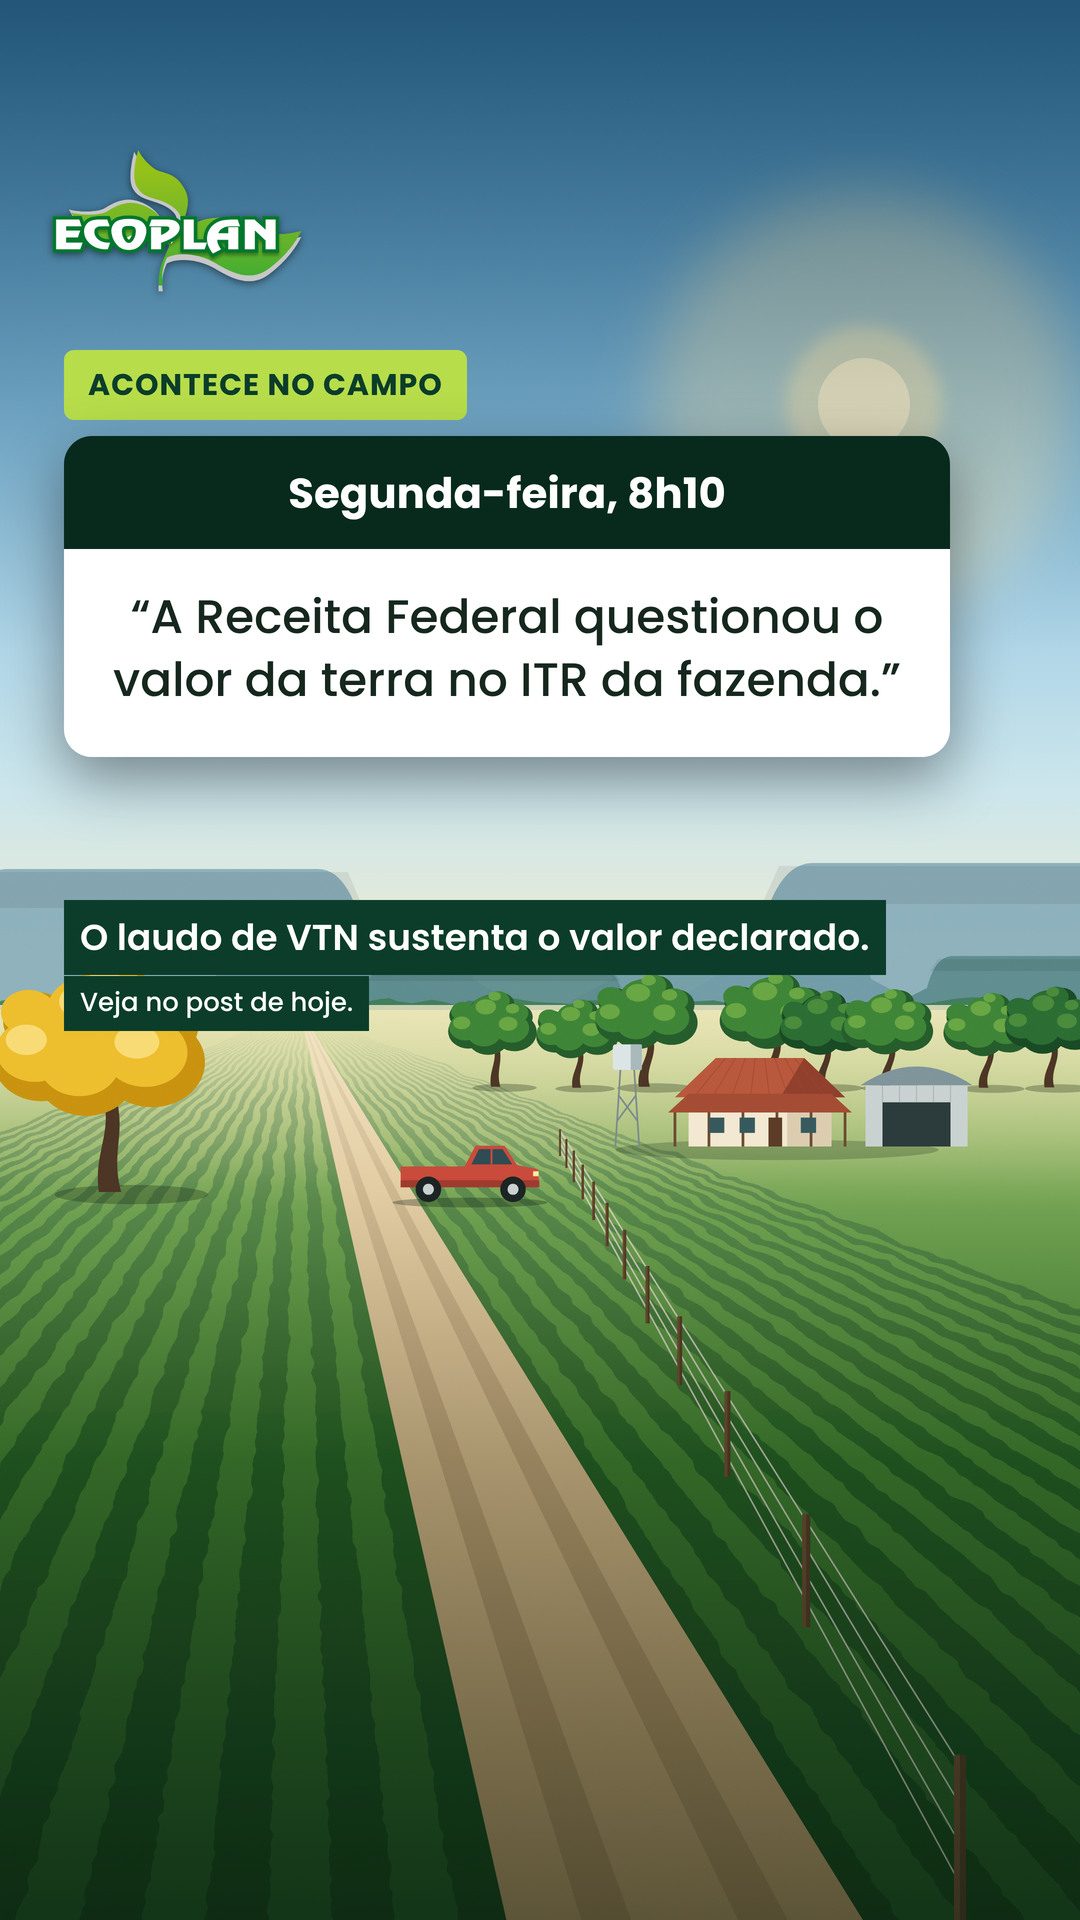 ECOPLAN
ACONTECE NO CAMPO
Segunda-feira, 8h10
“A Receita Federal questionou o
valor da terra no ITR da fazenda.”
O laudo de VTN sustenta o valor declarado.
Veja no post de hoje.